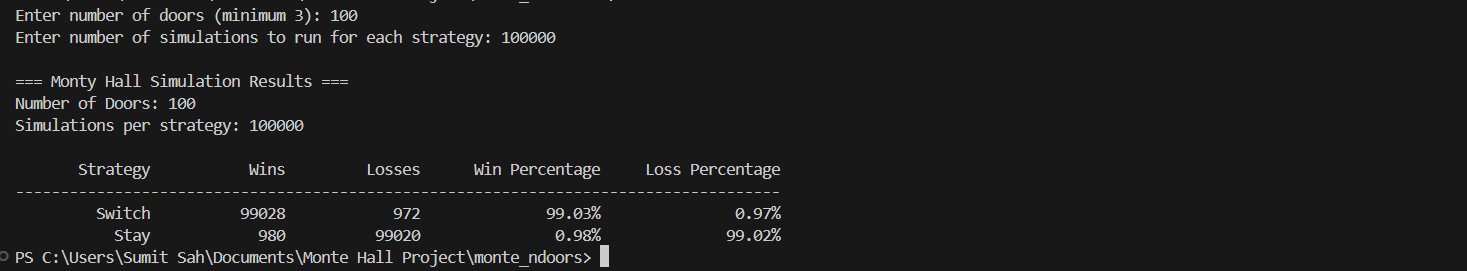 Enter number of doors (minimum 3): 100
Enter number of simulations to run for each strategy: 100000
=== Monty Hall Simulation Results ===
Number of Doors: 100
Simulations per strategy: 100000
Strategy Wins Losses Win Percentage Loss Percentage
-------------------------------------------------------------------------------------
Switch 99028 972 99.03% 0.97%
Stay 980 99020 0.98% 99.02%
PS C:\Users\Sumit Sah\Documents\Monte Hall Project\monte_ndoors>